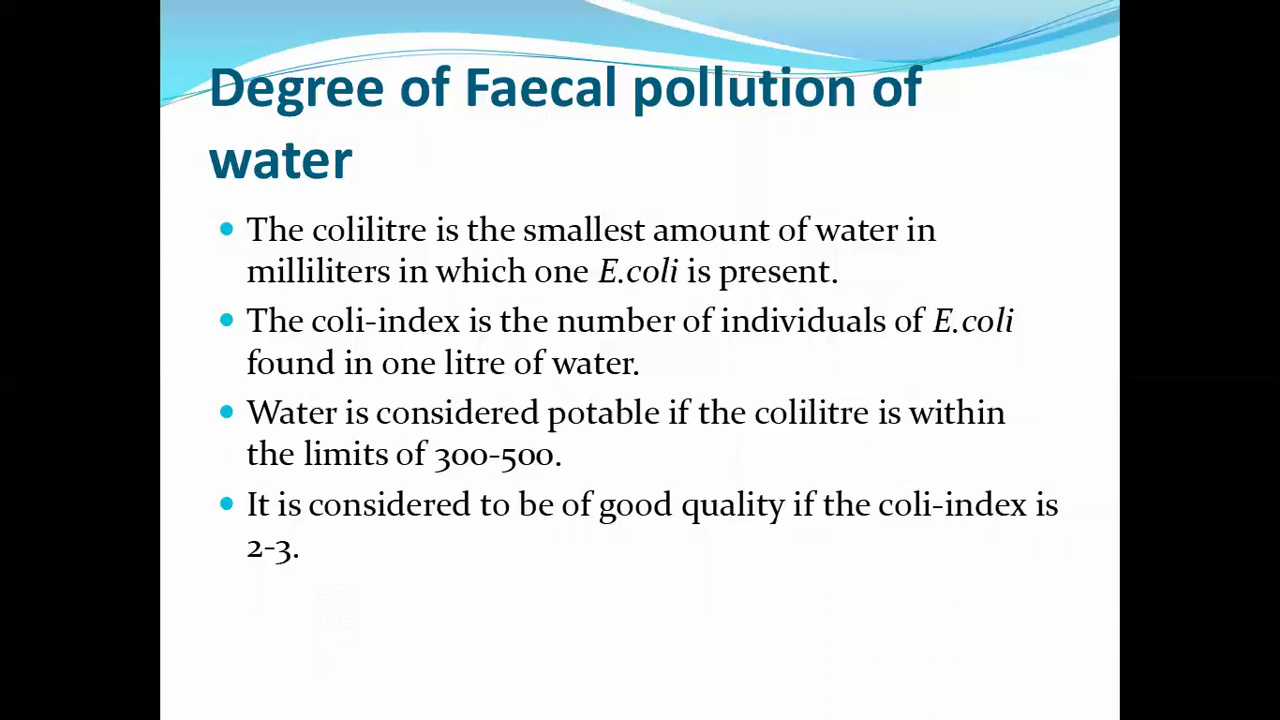 Degree of Faecal pollution of
water
• The colilitre is the smallest amount of water in
milliliters in which one E.coli is present.
• The coli-index is the number of individuals of E.coli
found in one litre of water.
• Water is considered potable if the colilitre is within
the limits of 300-500.
• It is considered to be of good quality if the coli-index is
2-3.